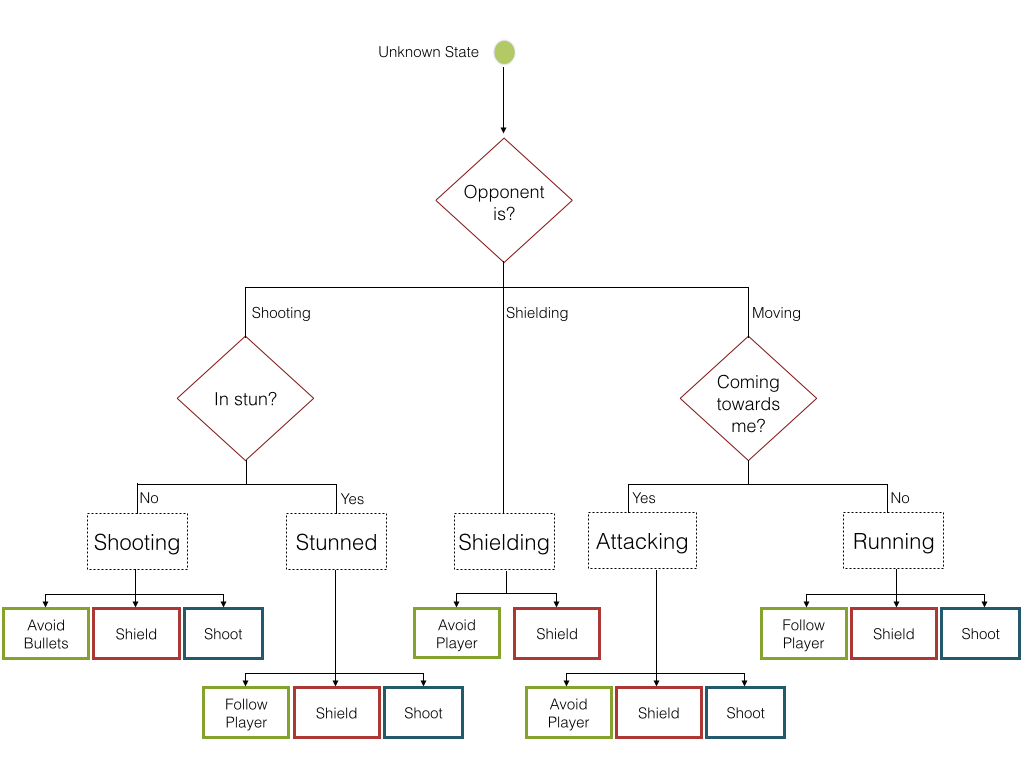 Unknown State
Opponent
is?
Shooting
Shielding
Moving
In stun?
Coming
towards
me?
No
Yes
Yes
No
Shooting
Stunned
Shielding
Attacking
Running
Avoid
Bullets
Shield
Shoot
Avoid
Player
Shield
Follow
Player
Shield
Shoot
Follow
Player
Shield
Shoot
Avoid
Player
Shield
Shoot